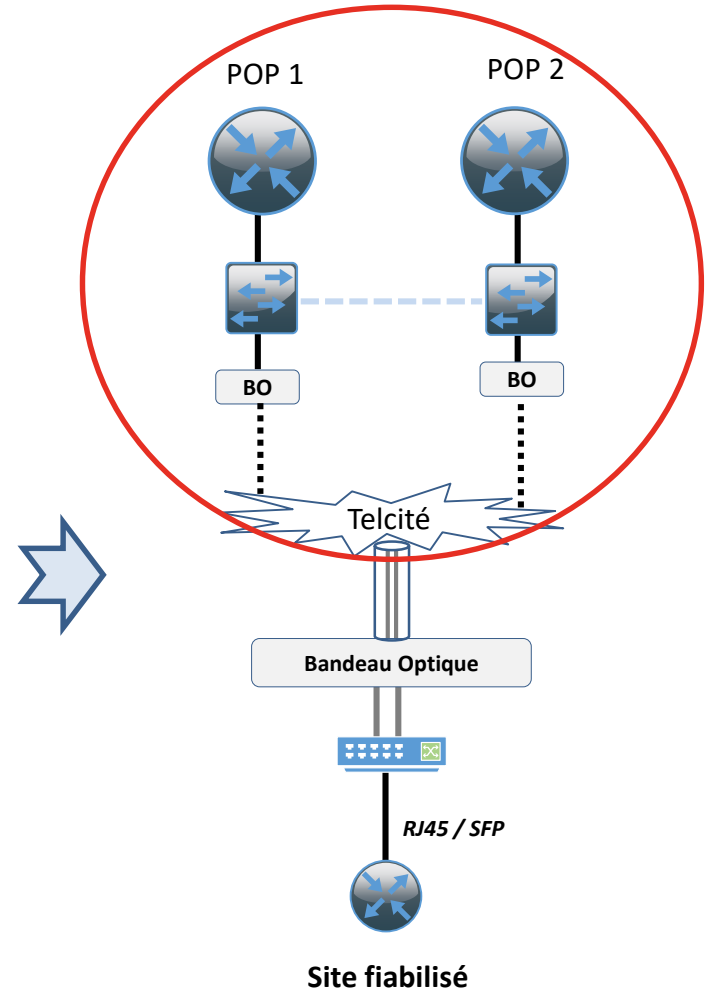 POP 1
POP 2
BO
BO
Telcité
Bandeau Optique
RJ45 / SFP
Site fiabilisé